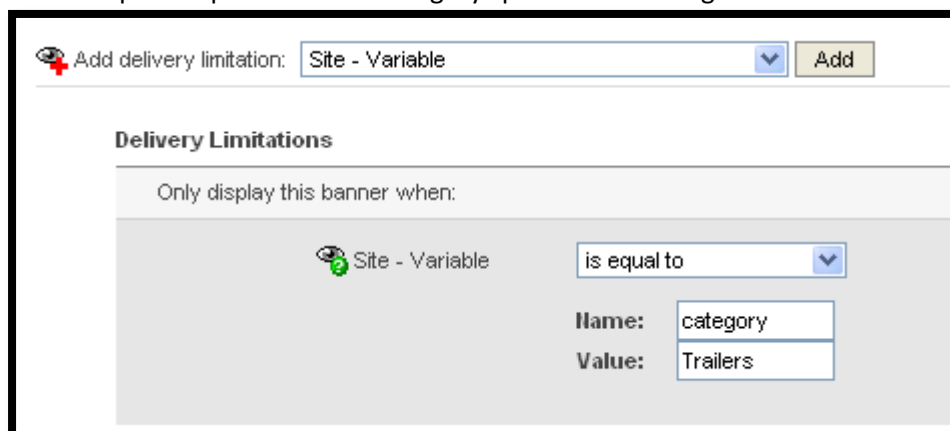 Add delivery limitation: Site - Variable Add
Delivery Limitations
Only display this banner when:
Site - Variable is equal to
Name: category
Value: Trailers